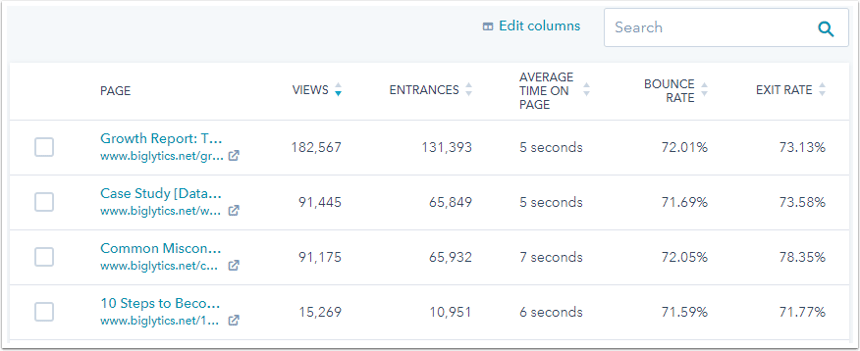 Edit columns
Search
PAGE
VIEWS
ENTRANCES
AVERAGE
TIME ON
PAGE
BOUNCE
RATE
EXIT RATE
Growth Report: T...
www.biglytics.net/gr...
182,567
131,393
5 seconds
72.01%
73.13%
Case Study [Data...
www.biglytics.net/w...
91,445
65,849
5 seconds
71.69%
73.58%
Common Miscon...
www.biglytics.net/c...
91,175
65,932
7 seconds
72.05%
78.35%
10 Steps to Beco...
www.biglytics.net/1...
15,269
10,951
6 seconds
71.59%
71.77%